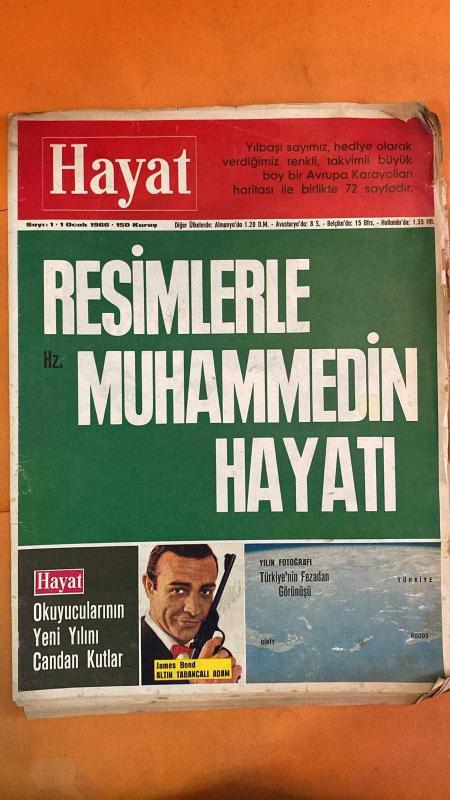 Hayat
Yılbaşı sayımız, hediye olarak
verdiğimiz renkli, takvimli büyük
boy bir Avrupa Karayolları
haritası ile birlikte 72 sayfadır.
Sayı: 1 · 1 Ocak 1966 · 150 Kuruş
Diğer Ülkelerde: Almanya'da 1.20 D.M. - Avusturya'da: 8 S. - Belçika'da: 15 Bfrs. - Hollanda'da: 1.35 Hfl.
RESİMLERLE
Hz. MUHAMMEDİN
HAYATI
Hayat
Okuyucularının
Yeni Yılını
Candan Kutlar
James Bond
ALTIN TABANCALI ADAM
YILIN FOTOĞRAFI
Türkiye'nin Fezadan
Görünüşü
TÜRKİYE
GİRİT
RODOS